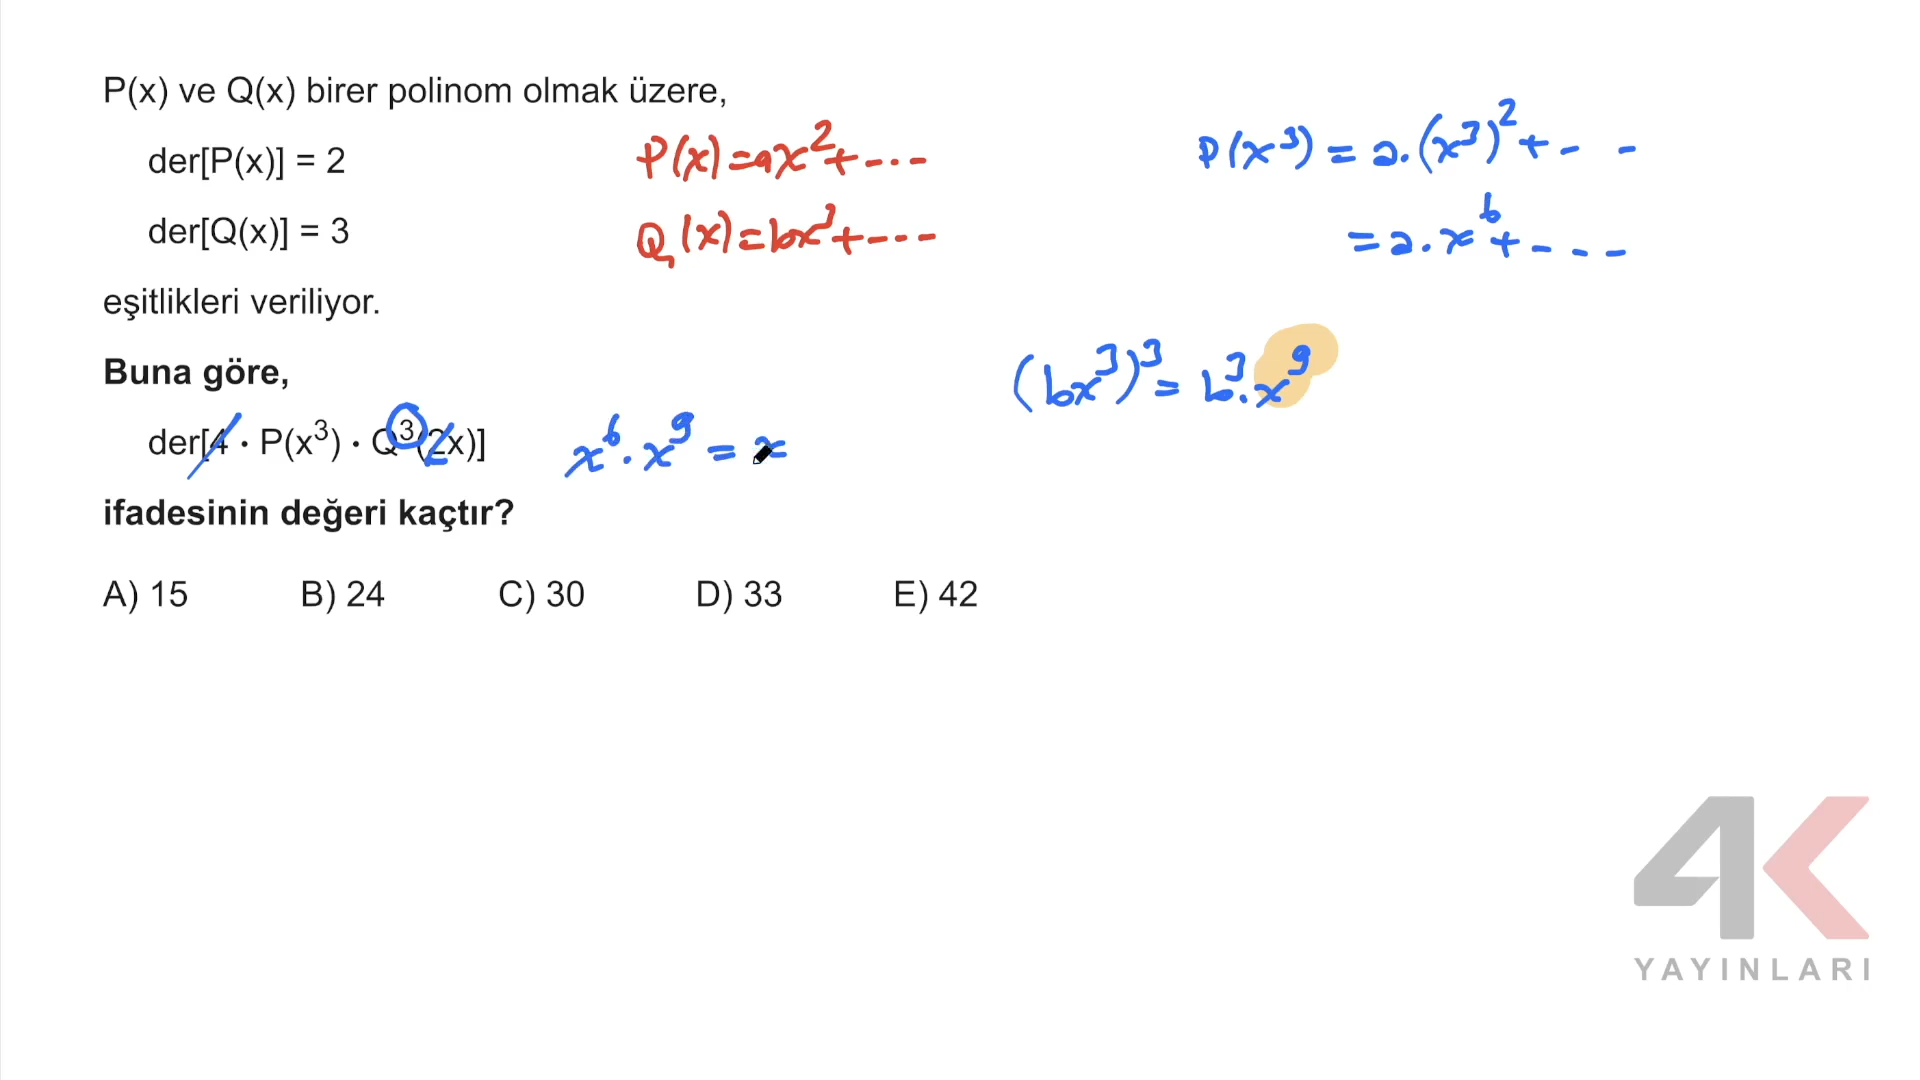 P(x) ve Q(x) birer polinom olmak üzere,
der[P(x)] = 2
der[Q(x)] = 3
eşitlikleri veriliyor.
Buna göre,
der[4 · P(x³) · Q³(2x)]
ifadesinin değeri kaçtır?
A) 15 B) 24 C) 30 D) 33 E) 42
P(x) = ax² + ---
Q(x) = bx³ + ---
P(x³) = a.(x³)² + - -
= a.x⁶ + - - -
(bx³)³ = b³.x⁹
x⁶.x⁹ = x
4K
YAYINLARI